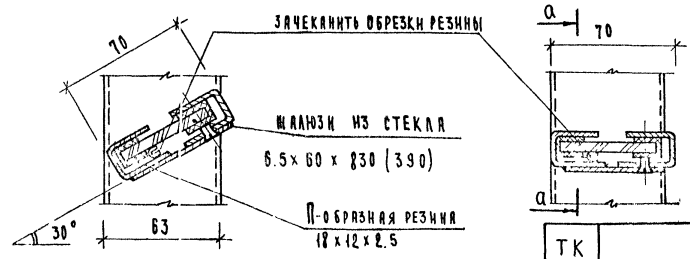 ЗАЧЕКАНИТЬ ОБРЕЗКИ РЕЗИНЫ
а
70
70
ЖАЛЮЗИ ИЗ СТЕКЛА
6.5 x 60 x 830 (390)
а
П-ОБРАЗНАЯ РЕЗИНА
18 x 12 x 2.5
30°
63
ТК